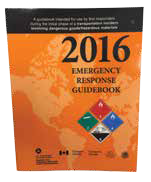 A guidebook intended for use by first responders
during the initial phase of a transportation incident
involving dangerous goods/hazardous materials
2016
EMERGENCY
RESPONSE
GUIDEBOOK